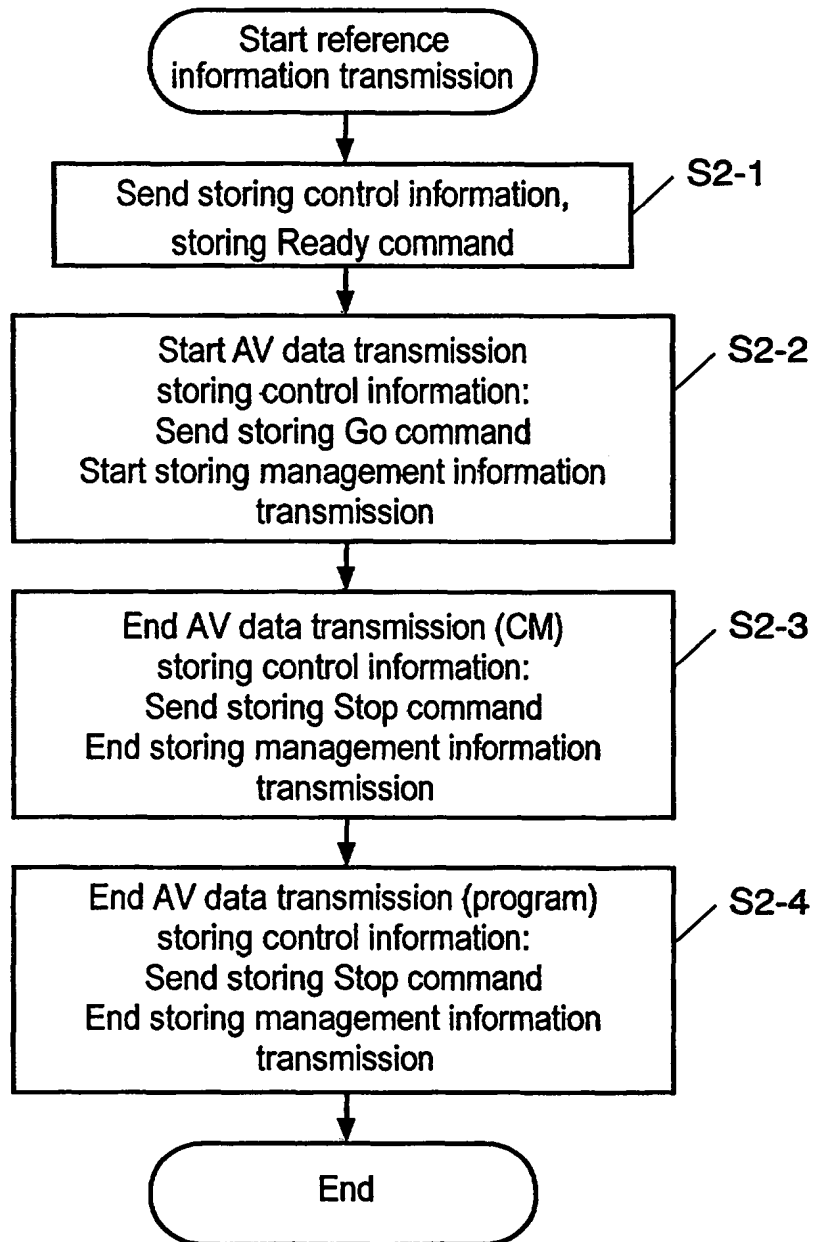 Start reference
information transmission
S2-1
Send storing control information,
storing Ready command
S2-2
Start AV data transmission
storing control information:
Send storing Go command
Start storing management information
transmission
S2-3
End AV data transmission (CM)
storing control information:
Send storing Stop command
End storing management information
transmission
S2-4
End AV data transmission (program)
storing control information:
Send storing Stop command
End storing management information
transmission
End